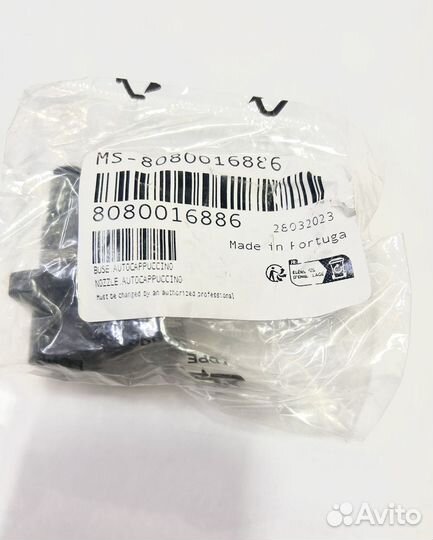 MS-8080016886
8080016886
28032023
Made in Portuga
BUSE AUTOCAPPUCCINO
NOZZLE AUTOCAPPUCCINO
Must be changed by an authorized professional
FR
Avito